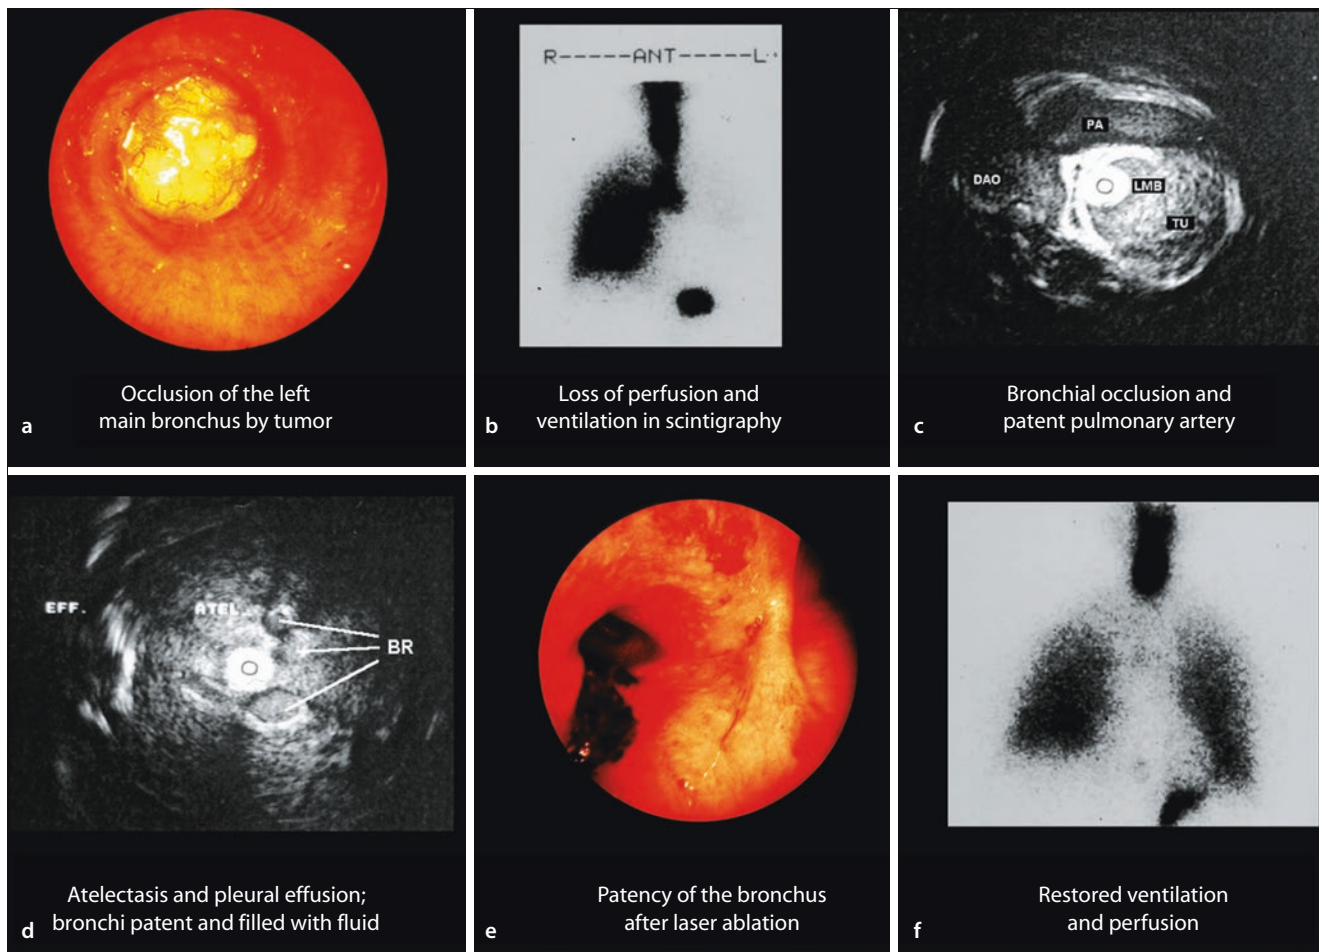 R-----ANT-----L
PA
DAO
LMB
TU
Occlusion of the left
main bronchus by tumor
a
Loss of perfusion and
ventilation in scintigraphy
b
Bronchial occlusion and
patent pulmonary artery
c
EFF.
ATEL.
BR
Atelectasis and pleural effusion;
bronchi patent and filled with fluid
d
Patency of the bronchus
after laser ablation
e
Restored ventilation
and perfusion
f